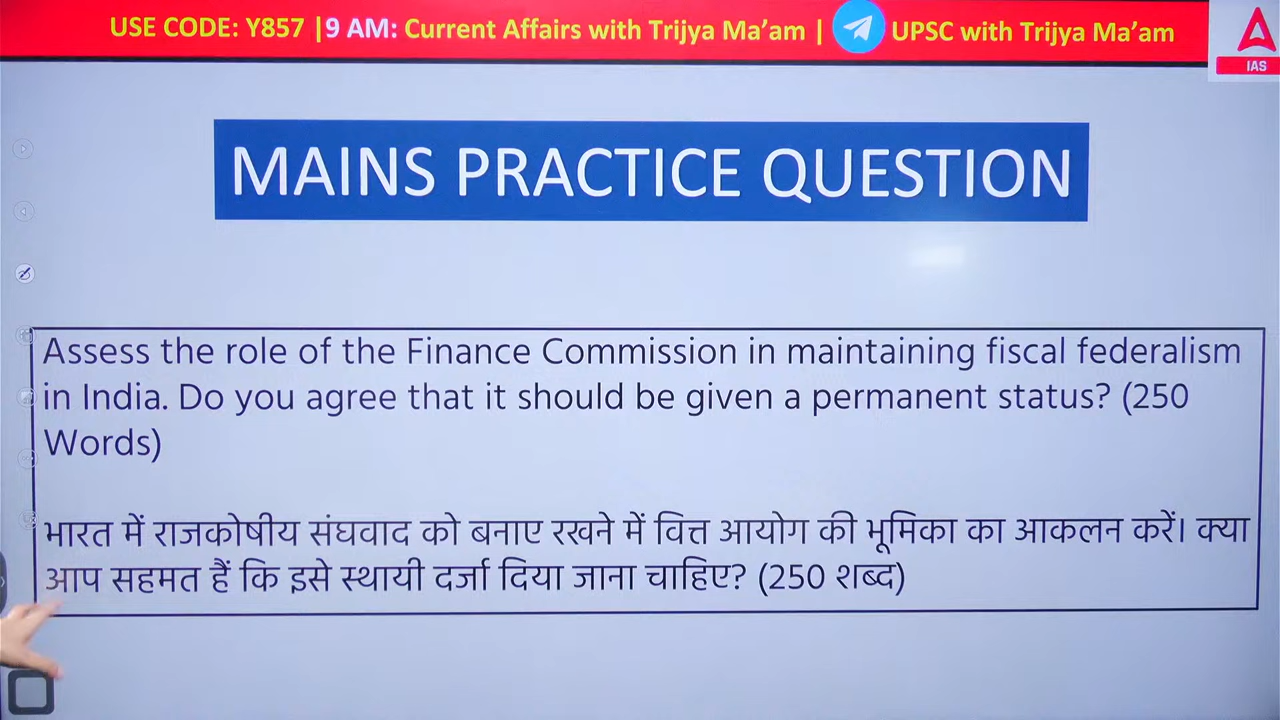 USE CODE: Y857 |9 AM: Current Affairs with Trijya Ma’am | UPSC with Trijya Ma’am
IAS
MAINS PRACTICE QUESTION
Assess the role of the Finance Commission in maintaining fiscal federalism
in India. Do you agree that it should be given a permanent status? (250
Words)
भारत में राजकोषीय संघवाद को बनाए रखने में वित्त आयोग की भूमिका का आकलन करें। क्या
आप सहमत हैं कि इसे स्थायी दर्जा दिया जाना चाहिए? (250 शब्द)